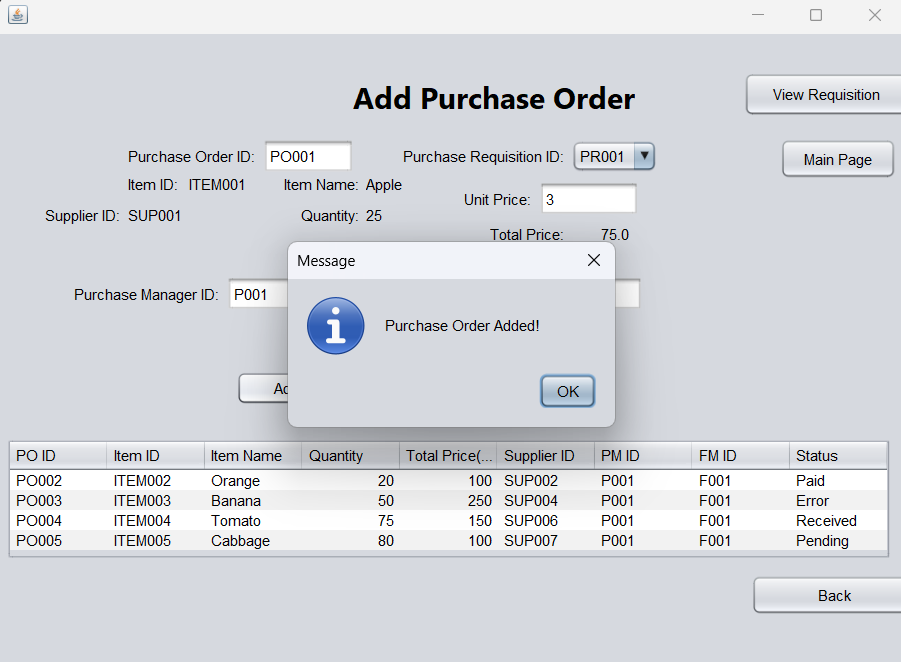 Add Purchase Order
View Requisition
Purchase Order ID: PO001 Purchase Requisition ID: PR001
Main Page
Item ID: ITEM001 Item Name: Apple
Unit Price: 3
Supplier ID: SUP001 Quantity: 25
Total Price: 75.0
Message
Purchase Manager ID: P001
Purchase Order Added!
OK
PO ID Item ID Item Name Quantity Total Price(... Supplier ID PM ID FM ID Status
PO002 ITEM002 Orange 20 100 SUP002 P001 F001 Paid
PO003 ITEM003 Banana 50 250 SUP004 P001 F001 Error
PO004 ITEM004 Tomato 75 150 SUP006 P001 F001 Received
PO005 ITEM005 Cabbage 80 100 SUP007 P001 F001 Pending
Back